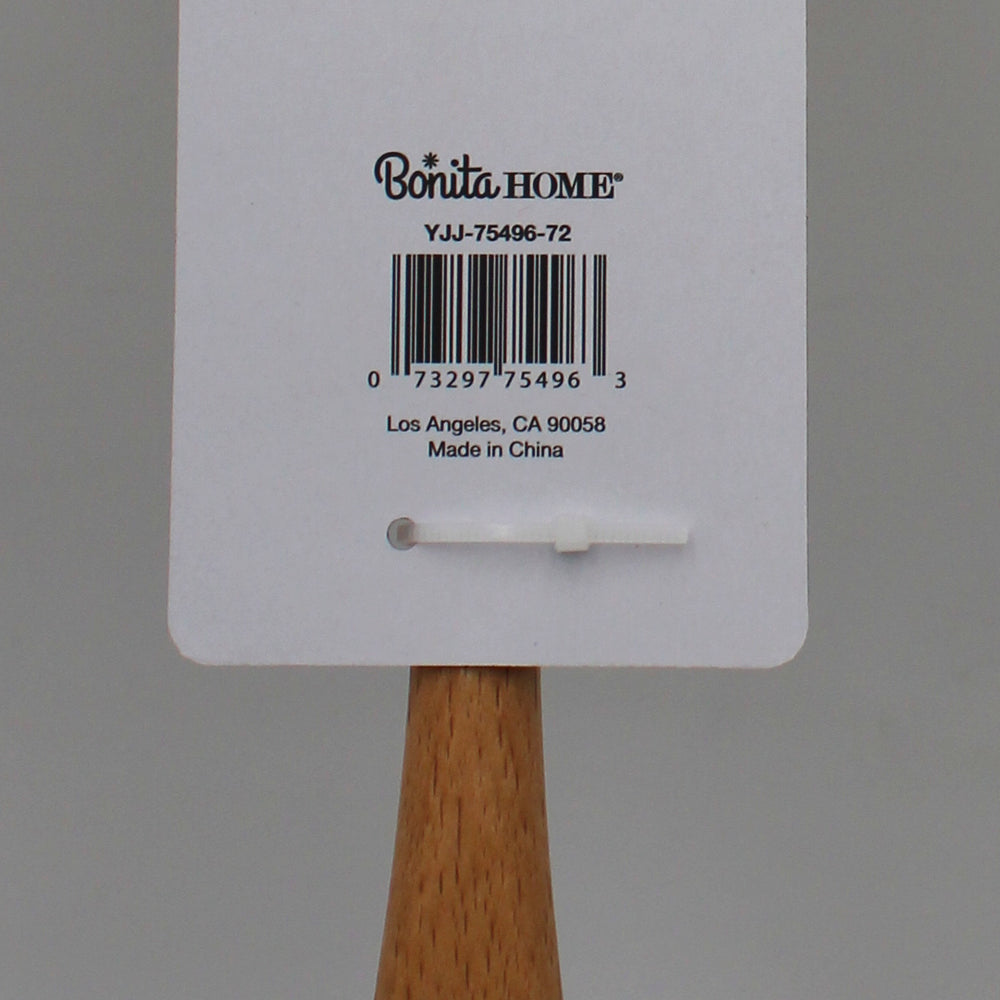 Bonita HOME®
YJJ-75496-72
0 73297 75496 3
Los Angeles, CA 90058
Made in China